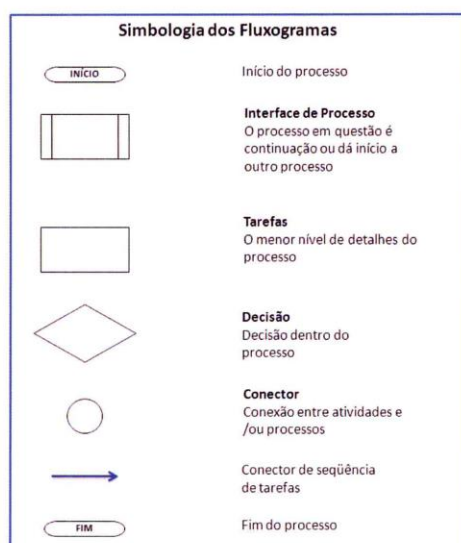 Simbologia dos Fluxogramas
INÍCIO
Início do processo
Interface de Processo
O processo em questão é
continuação ou dá início a
outro processo
Tarefas
O menor nível de detalhes do
processo
Decisão
Decisão dentro do
processo
Conector
Conexão entre atividades e
/ou processos
Conector de seqüência
de tarefas
FIM
Fim do processo